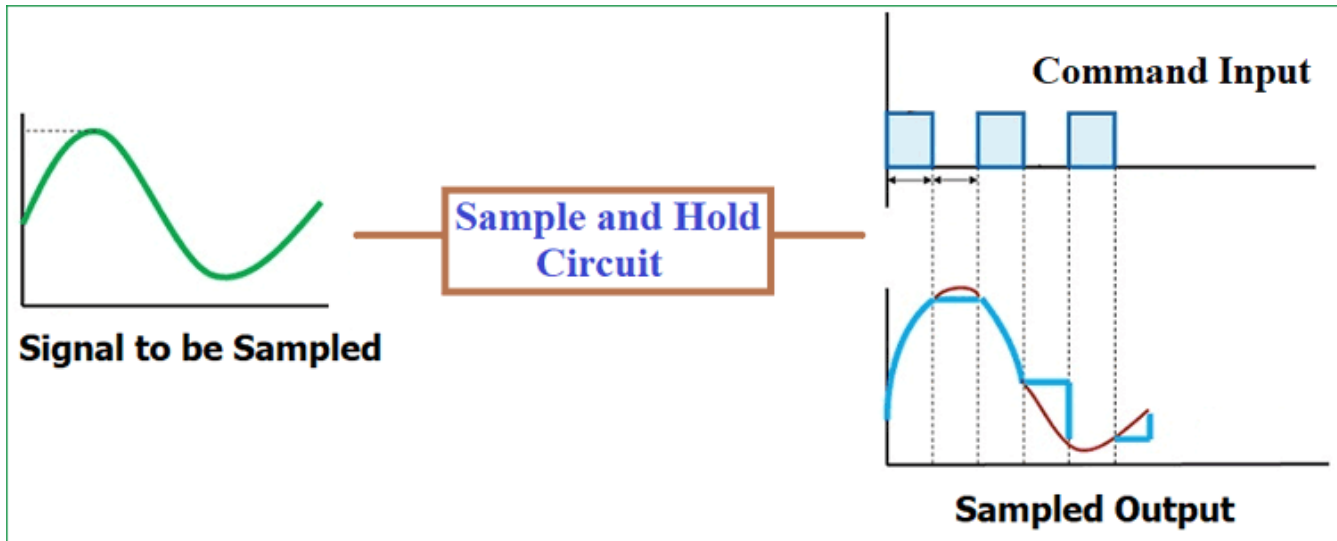 Command Input
Sample and Hold
Circuit
Signal to be Sampled
Sampled Output